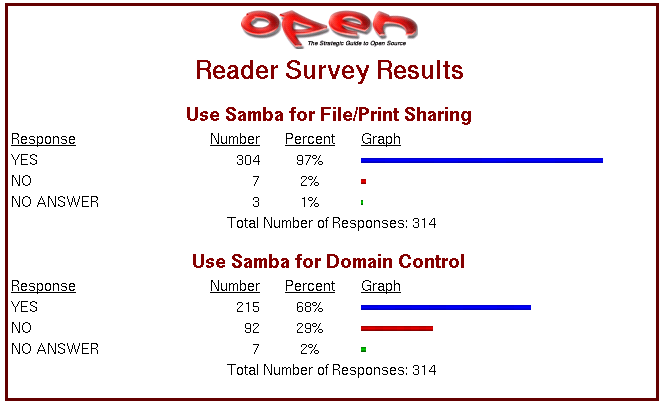 open
The Strategic Guide to Open Source
Reader Survey Results
Use Samba for File/Print Sharing
Response Number Percent Graph
YES 304 97%
NO 7 2%
NO ANSWER 3 1%
Total Number of Responses: 314
Use Samba for Domain Control
Response Number Percent Graph
YES 215 68%
NO 92 29%
NO ANSWER 7 2%
Total Number of Responses: 314